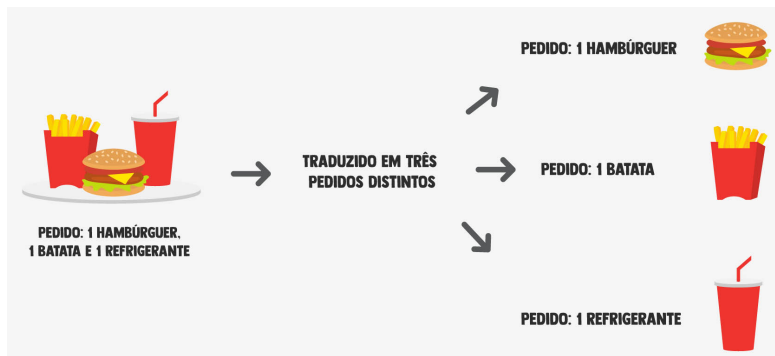 PEDIDO: 1 HAMBÚRGUER,
1 BATATA E 1 REFRIGERANTE
TRADUZIDO EM TRÊS
PEDIDOS DISTINTOS
PEDIDO: 1 HAMBÚRGUER
PEDIDO: 1 BATATA
PEDIDO: 1 REFRIGERANTE